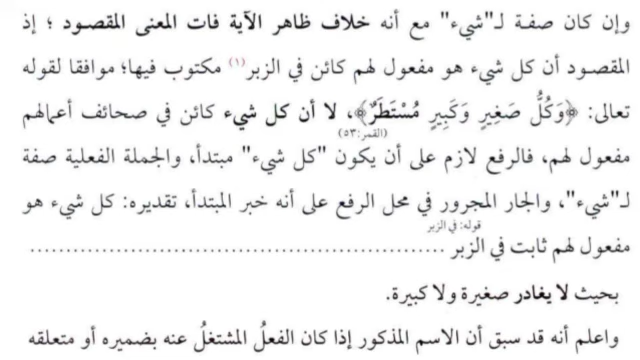 وإن كان صفة لـ"شيء" مع أنه خلاف ظاهر الآية فات المعنى المقصود ؛ إذ
المقصود أن كل شيء هو مفعول لهم كائن في الزبر(١) مكتوب فيها؛ موافقا لقوله
تعالى: ﴿وَكُلُّ صَغِيرٍ وَكَبِيرٍ مُسْتَطَرٌ﴾، لا أن كل شيء كائن في صحائف أعمالهم
(القمر:٥٣)
مفعول لهم، فالرفع لازم على أن يكون "كل شيء" مبتدأ، والجملة الفعلية صفة
لـ"شيء"، والجار المجرور في محل الرفع على أنه خبر المبتدأ، تقديره: كل شيء هو
قوله: في الزبر
مفعول لهم ثابت في الزبر ........................................................
بحيث لا يغادر صغيرة ولا كبيرة.
واعلم أنه قد سبق أن الاسم المذكور إذا كان الفعلُ المشتغلُ عنه بضميره أو متعلقه